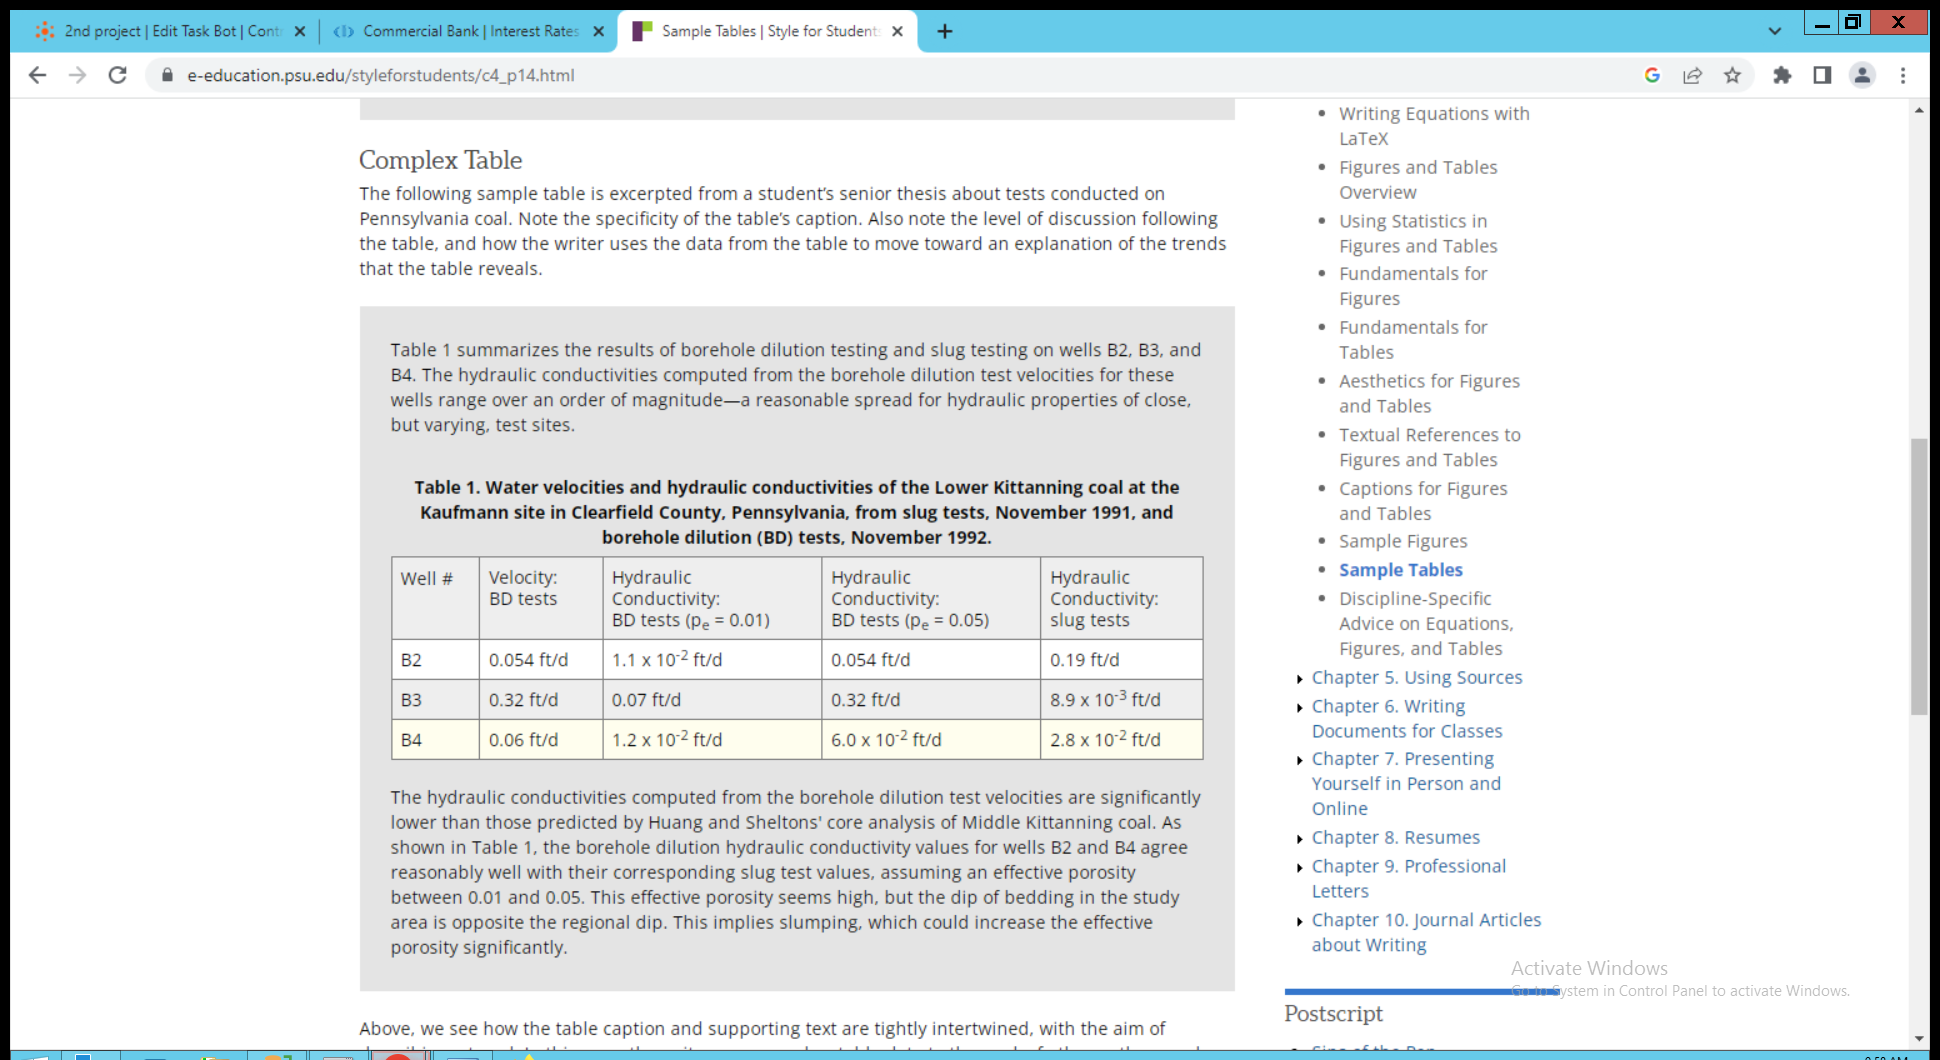 2nd project | Edit Task Bot | Cont
Commercial Bank | Interest Rates
Sample Tables | Style for Student
e-education.psu.edu/styleforstudents/c4_p14.html
Complex Table
The following sample table is excerpted from a student's senior thesis about tests conducted on
Pennsylvania coal. Note the specificity of the table's caption. Also note the level of discussion following
the table, and how the writer uses the data from the table to move toward an explanation of the trends
that the table reveals.
Table 1 summarizes the results of borehole dilution testing and slug testing on wells B2, B3, and
B4. The hydraulic conductivities computed from the borehole dilution test velocities for these
wells range over an order of magnitude—a reasonable spread for hydraulic properties of close,
but varying, test sites.
Table 1. Water velocities and hydraulic conductivities of the Lower Kittanning coal at the
Kaufmann site in Clearfield County, Pennsylvania, from slug tests, November 1991, and
borehole dilution (BD) tests, November 1992.
Well #
Velocity:
BD tests
Hydraulic
Conductivity:
BD tests (pₑ = 0.01)
Hydraulic
Conductivity:
BD tests (pₑ = 0.05)
Hydraulic
Conductivity:
slug tests
B2 0.054 ft/d 1.1 x 10⁻² ft/d 0.054 ft/d 0.19 ft/d
B3 0.32 ft/d 0.07 ft/d 0.32 ft/d 8.9 x 10⁻³ ft/d
B4 0.06 ft/d 1.2 x 10⁻² ft/d 6.0 x 10⁻² ft/d 2.8 x 10⁻² ft/d
The hydraulic conductivities computed from the borehole dilution test velocities are significantly
lower than those predicted by Huang and Sheltons' core analysis of Middle Kittanning coal. As
shown in Table 1, the borehole dilution hydraulic conductivity values for wells B2 and B4 agree
reasonably well with their corresponding slug test values, assuming an effective porosity
between 0.01 and 0.05. This effective porosity seems high, but the dip of bedding in the study
area is opposite the regional dip. This implies slumping, which could increase the effective
porosity significantly.
Above, we see how the table caption and supporting text are tightly intertwined, with the aim of
Writing Equations with
LaTeX
Figures and Tables
Overview
Using Statistics in
Figures and Tables
Fundamentals for
Figures
Fundamentals for
Tables
Aesthetics for Figures
and Tables
Textual References to
Figures and Tables
Captions for Figures
and Tables
Sample Figures
Sample Tables
Discipline-Specific
Advice on Equations,
Figures, and Tables
Chapter 5. Using Sources
Chapter 6. Writing
Documents for Classes
Chapter 7. Presenting
Yourself in Person and
Online
Chapter 8. Resumes
Chapter 9. Professional
Letters
Chapter 10. Journal Articles
about Writing
Activate Windows
Go to System in Control Panel to activate Windows.
Postscript